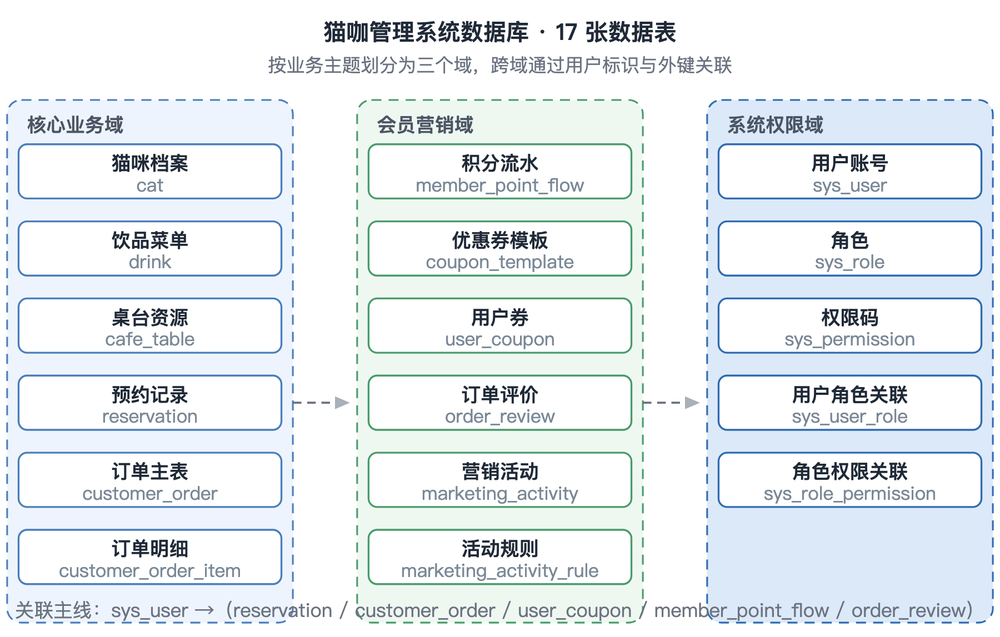 猫咖管理系统数据库 · 17 张数据表
按业务主题划分为三个域，跨域通过用户标识与外键关联
核心业务域
猫咪档案
cat
饮品菜单
drink
桌台资源
cafe_table
预约记录
reservation
订单主表
customer_order
订单明细
customer_order_item
会员营销域
积分流水
member_point_flow
优惠券模板
coupon_template
用户券
user_coupon
订单评价
order_review
营销活动
marketing_activity
活动规则
marketing_activity_rule
系统权限域
用户账号
sys_user
角色
sys_role
权限码
sys_permission
用户角色关联
sys_user_role
角色权限关联
sys_role_permission
关联主线：sys_user → （reservation / customer_order / user_coupon / member_point_flow / order_review）